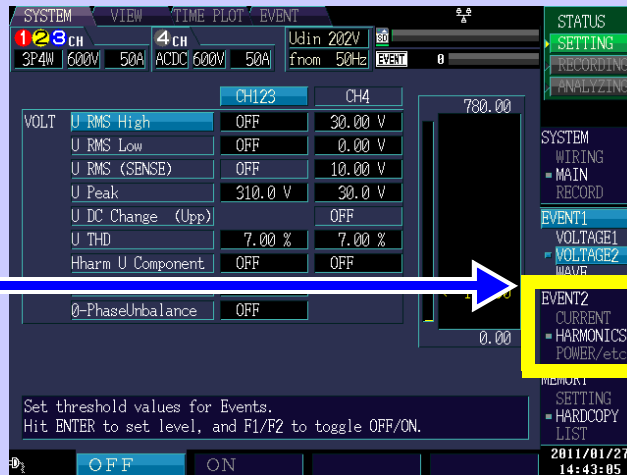 SYSTEM VIEW TIME PLOT EVENT
1 2 3 CH 4 CH Udin 202V SD
3P4W 600V 50A ACDC 600V 50A fnom 50Hz EVENT 0
CH123 CH4
VOLT U RMS High OFF 30.00 V
U RMS Low OFF 0.00 V
U RMS (SENSE) OFF 10.00 V
U Peak 310.0 V 30.0 V
U DC Change (Upp) OFF
U THD 7.00 % 7.00 %
Hharm U Component OFF OFF
0-PhaseUnbalance OFF
780.00
0.00
Set threshold values for Events.
Hit ENTER to set level, and F1/F2 to toggle OFF/ON.
OFF ON
STATUS
SETTING
RECORDING
ANALYZING
SYSTEM
WIRING
MAIN
RECORD
EVENT1
VOLTAGE1
VOLTAGE2
WAVE
EVENT2
CURRENT
HARMONICS
POWER/etc
MEMORY
SETTING
HARDCOPY
LIST
2011/01/27
14:43:05